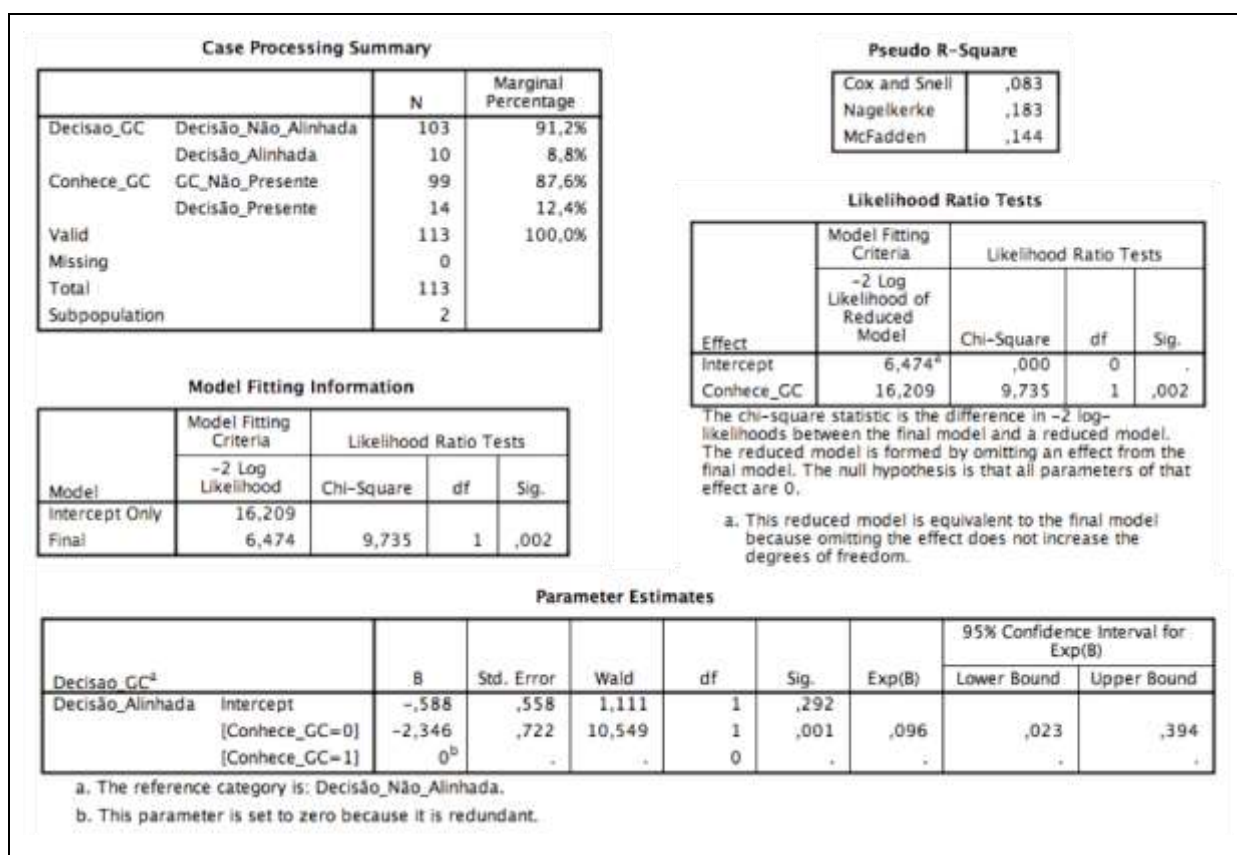 Case Processing Summary
N Marginal Percentage
Decisao_GC Decisão_Não_Alinhada 103 91,2%
Decisão_Alinhada 10 8,8%
Conhece_GC GC_Não_Presente 99 87,6%
Decisão_Presente 14 12,4%
Valid 113 100,0%
Missing 0
Total 113
Subpopulation 2
Pseudo R-Square
Cox and Snell ,083
Nagelkerke ,183
McFadden ,144
Model Fitting Information
Model Fitting Criteria Likelihood Ratio Tests
Model -2 Log Likelihood Chi-Square df Sig.
Intercept Only 16,209
Final 6,474 9,735 1 ,002
Likelihood Ratio Tests
Model Fitting Criteria Likelihood Ratio Tests
Effect -2 Log Likelihood of Reduced Model Chi-Square df Sig.
Intercept 6,474a ,000 0 .
Conhece_GC 16,209 9,735 1 ,002
The chi-square statistic is the difference in -2 log-
likelihoods between the final model and a reduced model.
The reduced model is formed by omitting an effect from the
final model. The null hypothesis is that all parameters of that
effect are 0.
a. This reduced model is equivalent to the final model
because omitting the effect does not increase the
degrees of freedom.
Parameter Estimates
95% Confidence Interval for Exp(B)
Decisao_GCa B Std. Error Wald df Sig. Exp(B) Lower Bound Upper Bound
Decisão_Alinhada Intercept -,588 ,558 1,111 1 ,292
[Conhece_GC=0] -2,346 ,722 10,549 1 ,001 ,096 ,023 ,394
[Conhece_GC=1] 0b . . 0 . . . .
a. The reference category is: Decisão_Não_Alinhada.
b. This parameter is set to zero because it is redundant.